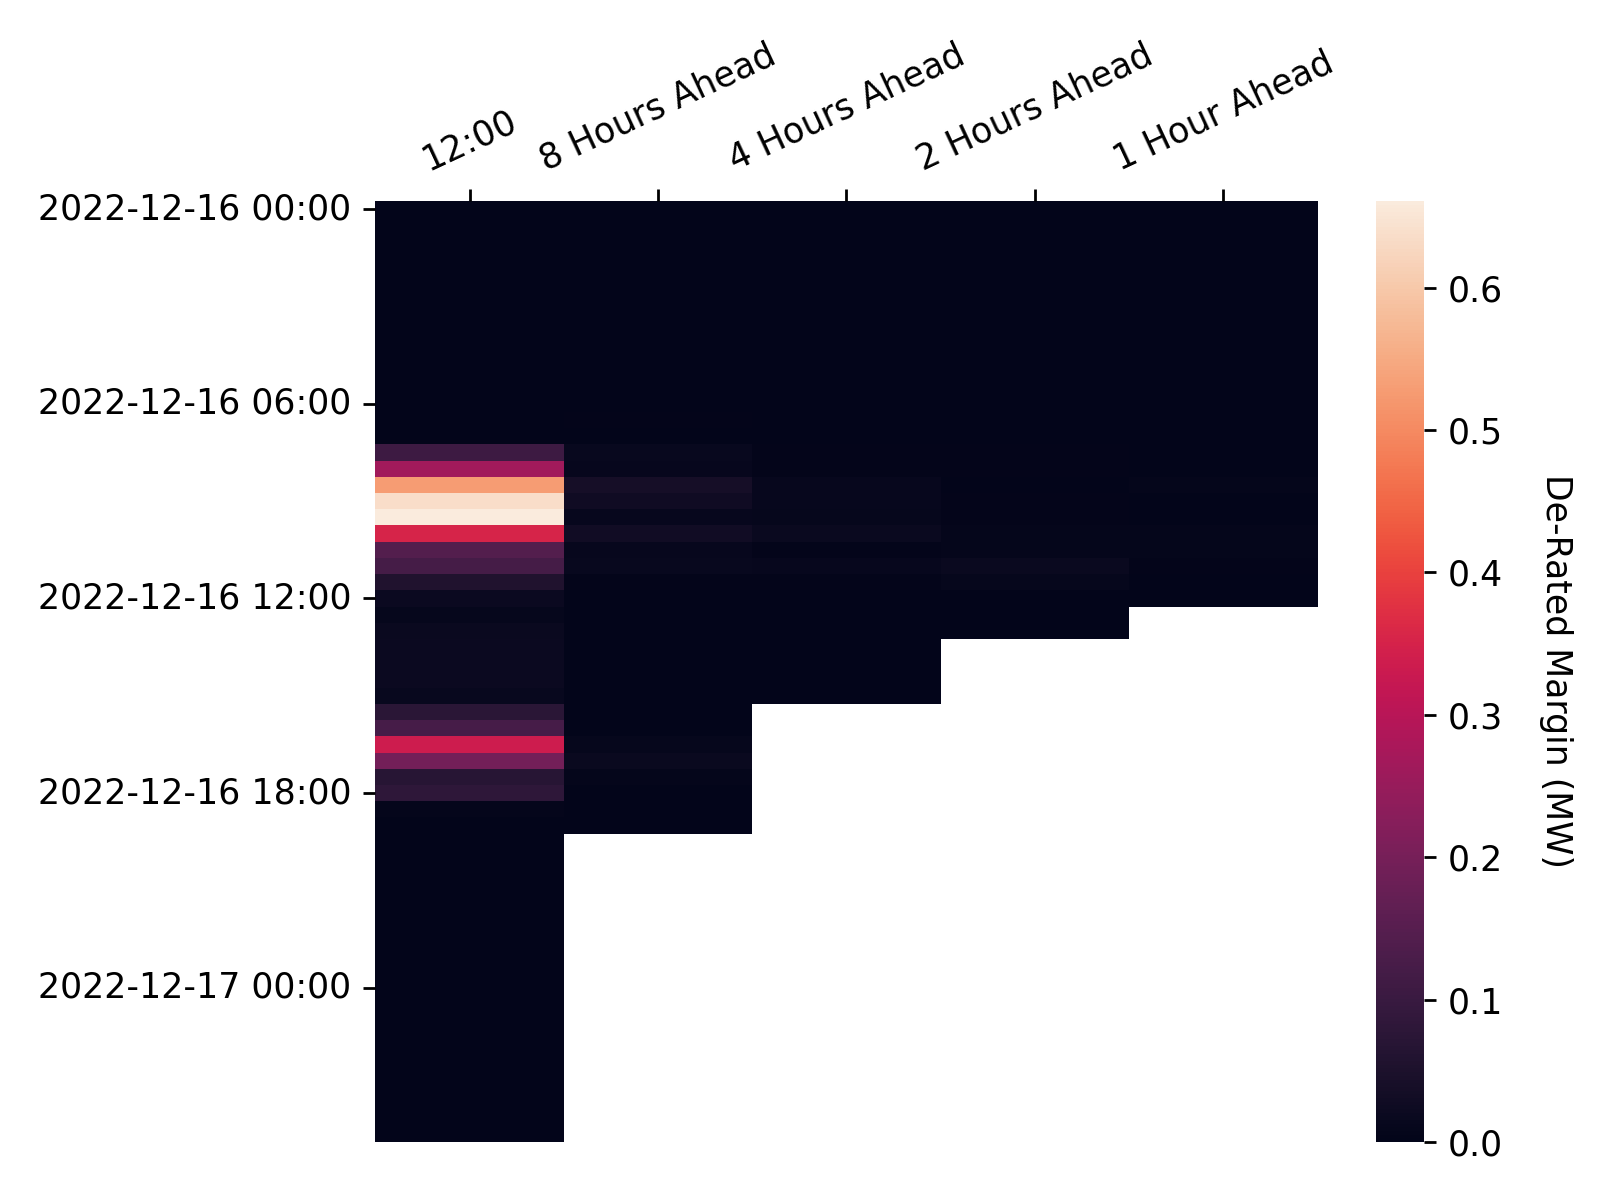 12:00
8 Hours Ahead
4 Hours Ahead
2 Hours Ahead
1 Hour Ahead
2022-12-16 00:00
2022-12-16 06:00
2022-12-16 12:00
2022-12-16 18:00
2022-12-17 00:00
0.6
0.5
0.4
0.3
0.2
0.1
0.0
De-Rated Margin (MW)